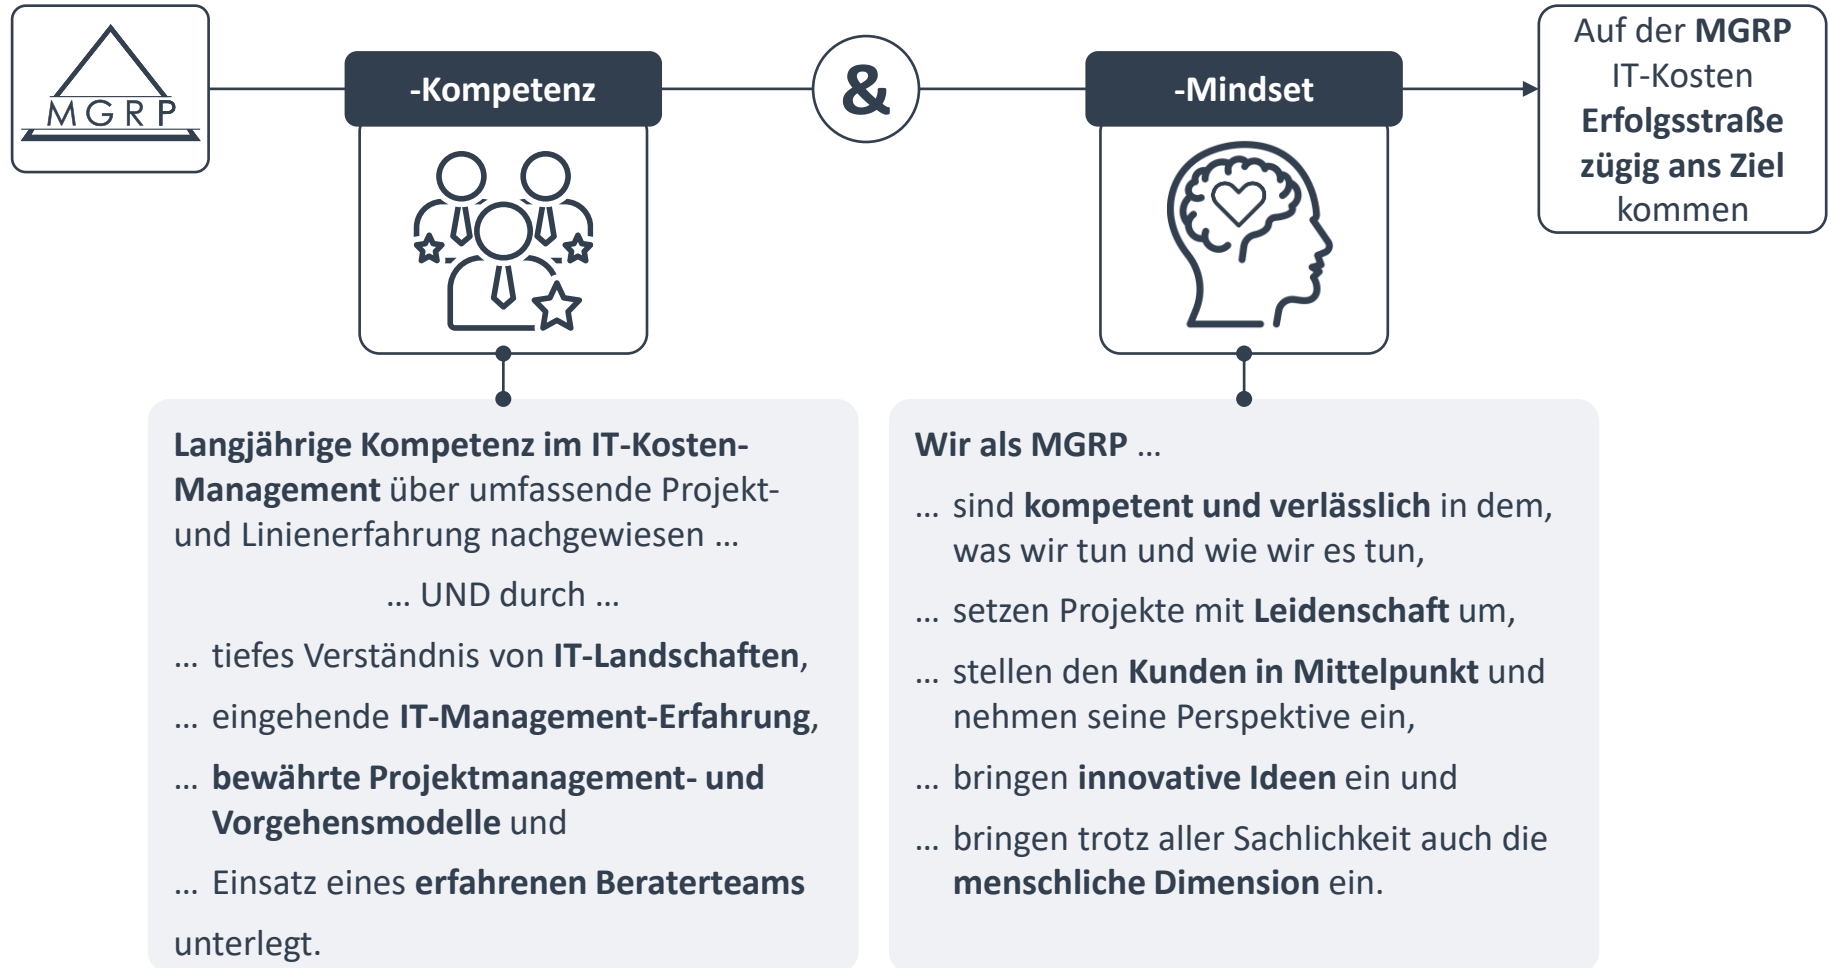 MGRP
-Kompetenz
&
-Mindset
Auf der MGRP
IT-Kosten
Erfolgsstraße
zügig ans Ziel
kommen
Langjährige Kompetenz im IT-Kosten-
Management über umfassende Projekt-
und Linienerfahrung nachgewiesen …
… UND durch …
… tiefes Verständnis von IT-Landschaften,
… eingehende IT-Management-Erfahrung,
… bewährte Projektmanagement- und
Vorgehensmodelle und
… Einsatz eines erfahrenen Beraterteams
unterlegt.
Wir als MGRP …
… sind kompetent und verlässlich in dem,
was wir tun und wie wir es tun,
… setzen Projekte mit Leidenschaft um,
… stellen den Kunden in Mittelpunkt und
nehmen seine Perspektive ein,
… bringen innovative Ideen ein und
… bringen trotz aller Sachlichkeit auch die
menschliche Dimension ein.